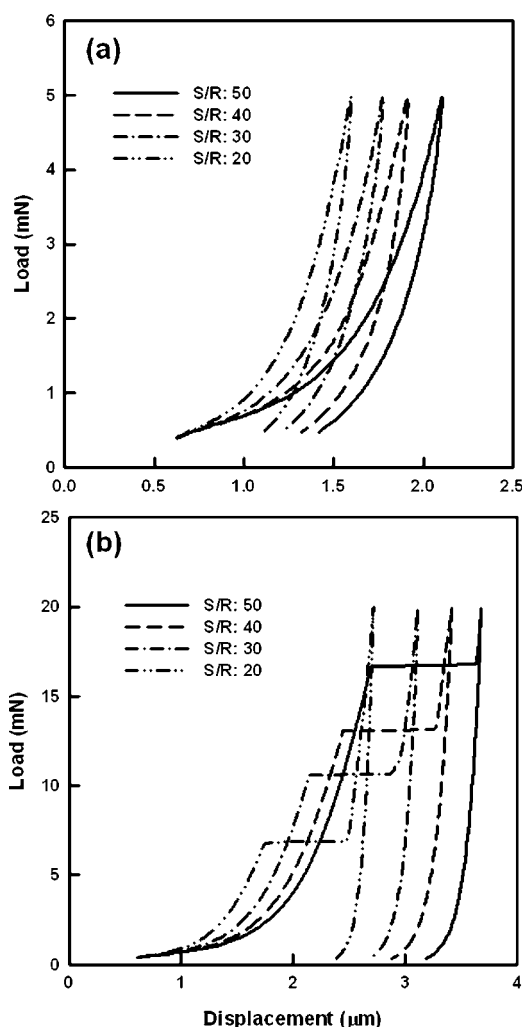 6
(a)
S/R: 50
5
S/R: 40
S/R: 30
S/R: 20
4
Load (mN)
3
2
1
0
0.0 0.5 1.0 1.5 2.0 2.5
25
(b)
20
S/R: 50
S/R: 40
S/R: 30
S/R: 20
15
Load (mN)
10
5
0
0 1 2 3 4
Displacement (μm)